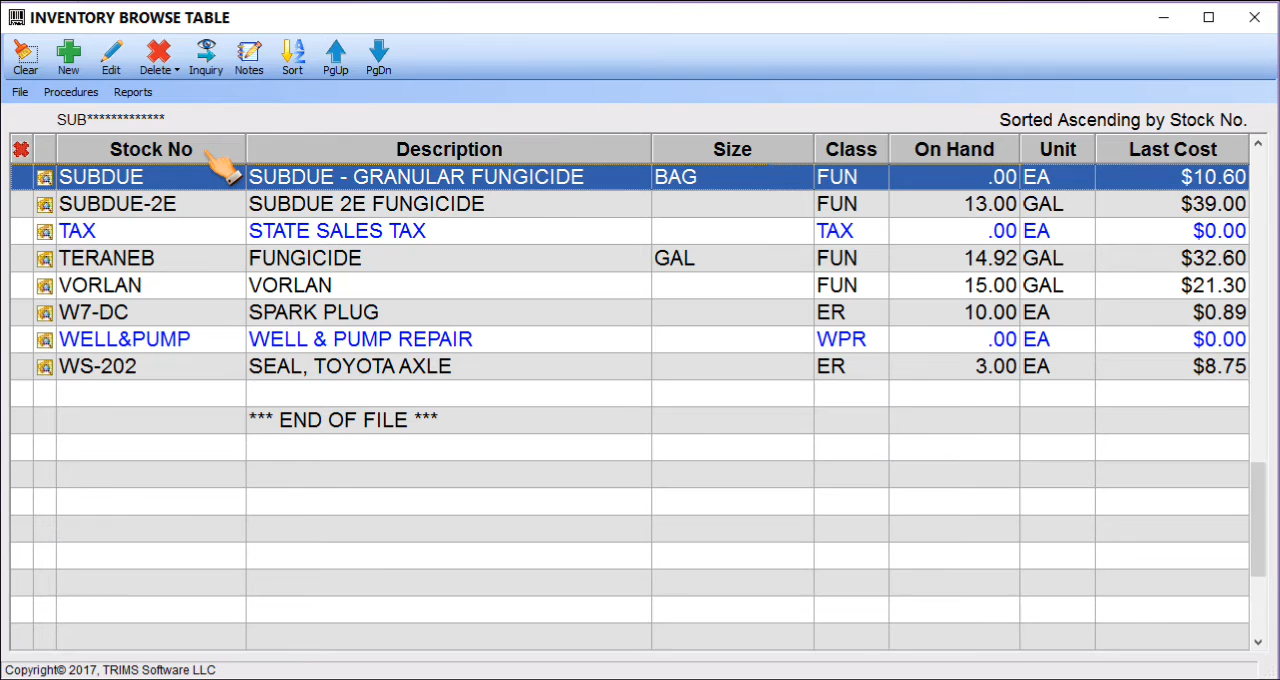 INVENTORY BROWSE TABLE
Clear New Edit Delete Inquiry Notes Sort PgUp PgDn
File Procedures Reports
SUB************* Sorted Ascending by Stock No.
Stock No Description Size Class On Hand Unit Last Cost
SUBDUE SUBDUE - GRANULAR FUNGICIDE BAG FUN .00 EA $10.60
SUBDUE-2E SUBDUE 2E FUNGICIDE FUN 13.00 GAL $39.00
TAX STATE SALES TAX TAX .00 EA $0.00
TERANEB FUNGICIDE GAL FUN 14.92 GAL $32.60
VORLAN VORLAN FUN 15.00 GAL $21.30
W7-DC SPARK PLUG ER 10.00 EA $0.89
WELL&PUMP WELL & PUMP REPAIR WPR .00 EA $0.00
WS-202 SEAL, TOYOTA AXLE ER 3.00 EA $8.75
*** END OF FILE ***
Copyright© 2017, TRIMS Software LLC